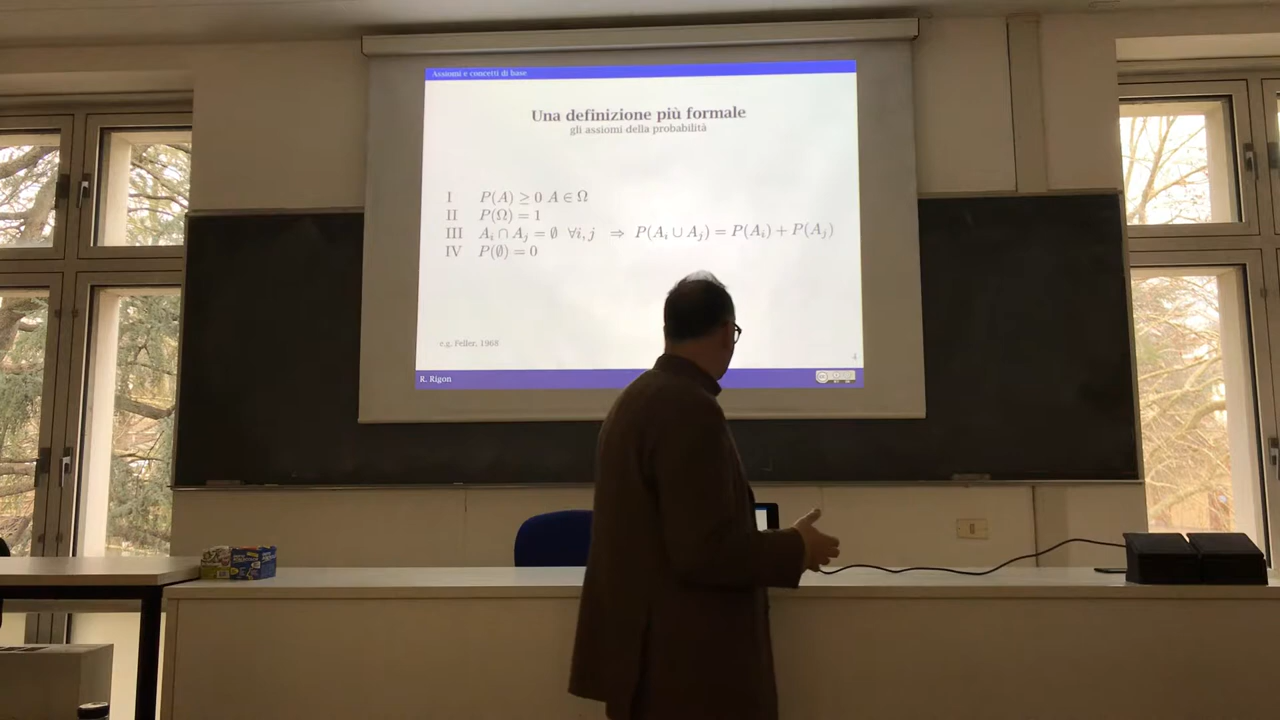 Assiomi e concetti di base
Una definizione più formale
gli assiomi della probabilità
I P(A) ≥ 0 A ∈ Ω
II P(Ω) = 1
III A_i ∩ A_j = ∅ ∀i, j ⇒ P(A_i ∪ A_j) = P(A_i) + P(A_j)
IV P(∅) = 0
e.g. Feller, 1968
4
R. Rigon